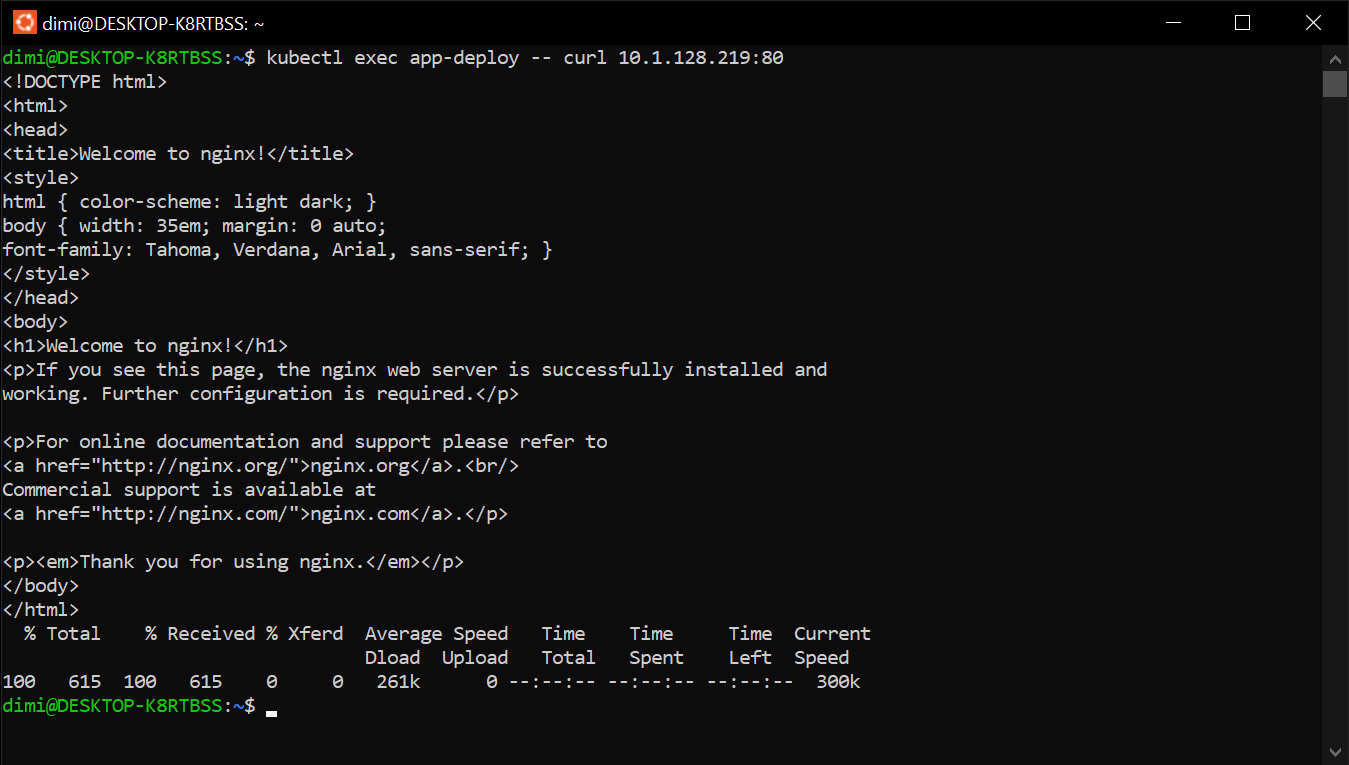 dimi@DESKTOP-K8RTBSS: ~
dimi@DESKTOP-K8RTBSS:~$ kubectl exec app-deploy -- curl 10.1.128.219:80
<!DOCTYPE html>
<html>
<head>
<title>Welcome to nginx!</title>
<style>
html { color-scheme: light dark; }
body { width: 35em; margin: 0 auto;
font-family: Tahoma, Verdana, Arial, sans-serif; }
</style>
</head>
<body>
<h1>Welcome to nginx!</h1>
<p>If you see this page, the nginx web server is successfully installed and
working. Further configuration is required.</p>

<p>For online documentation and support please refer to
<a href="http://nginx.org/">nginx.org</a>.<br/>
Commercial support is available at
<a href="http://nginx.com/">nginx.com</a>.</p>

<p><em>Thank you for using nginx.</em></p>
</body>
</html>
  % Total    % Received % Xferd  Average Speed   Time    Time     Time  Current
                                 Dload  Upload   Total   Spent    Left  Speed
100   615  100   615    0     0   261k      0 --:--:-- --:--:-- --:--:--  300k
dimi@DESKTOP-K8RTBSS:~$